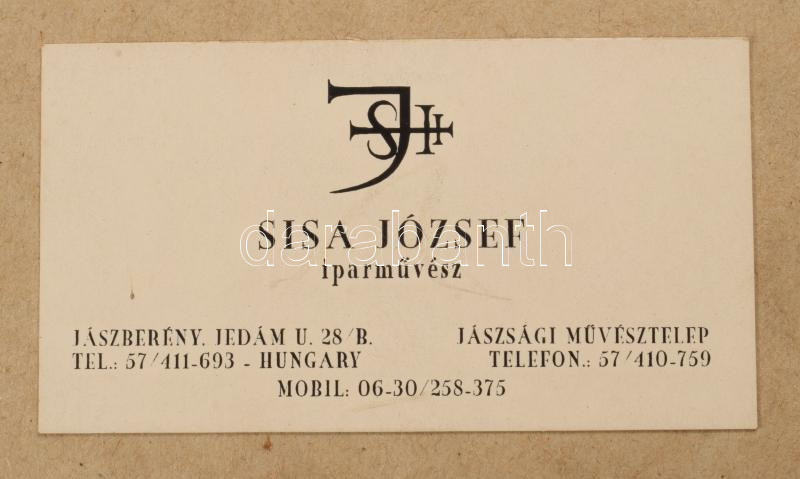 SISA JÓZSEF
darabanth
iparművész
JÁSZBERÉNY. JEDÁM U. 28/B.
TEL.: 57/411-693 - HUNGARY
JÁSZSÁGI MŰVÉSZTELEP
TELEFON.: 57/410-759
MOBIL: 06-30/258-375